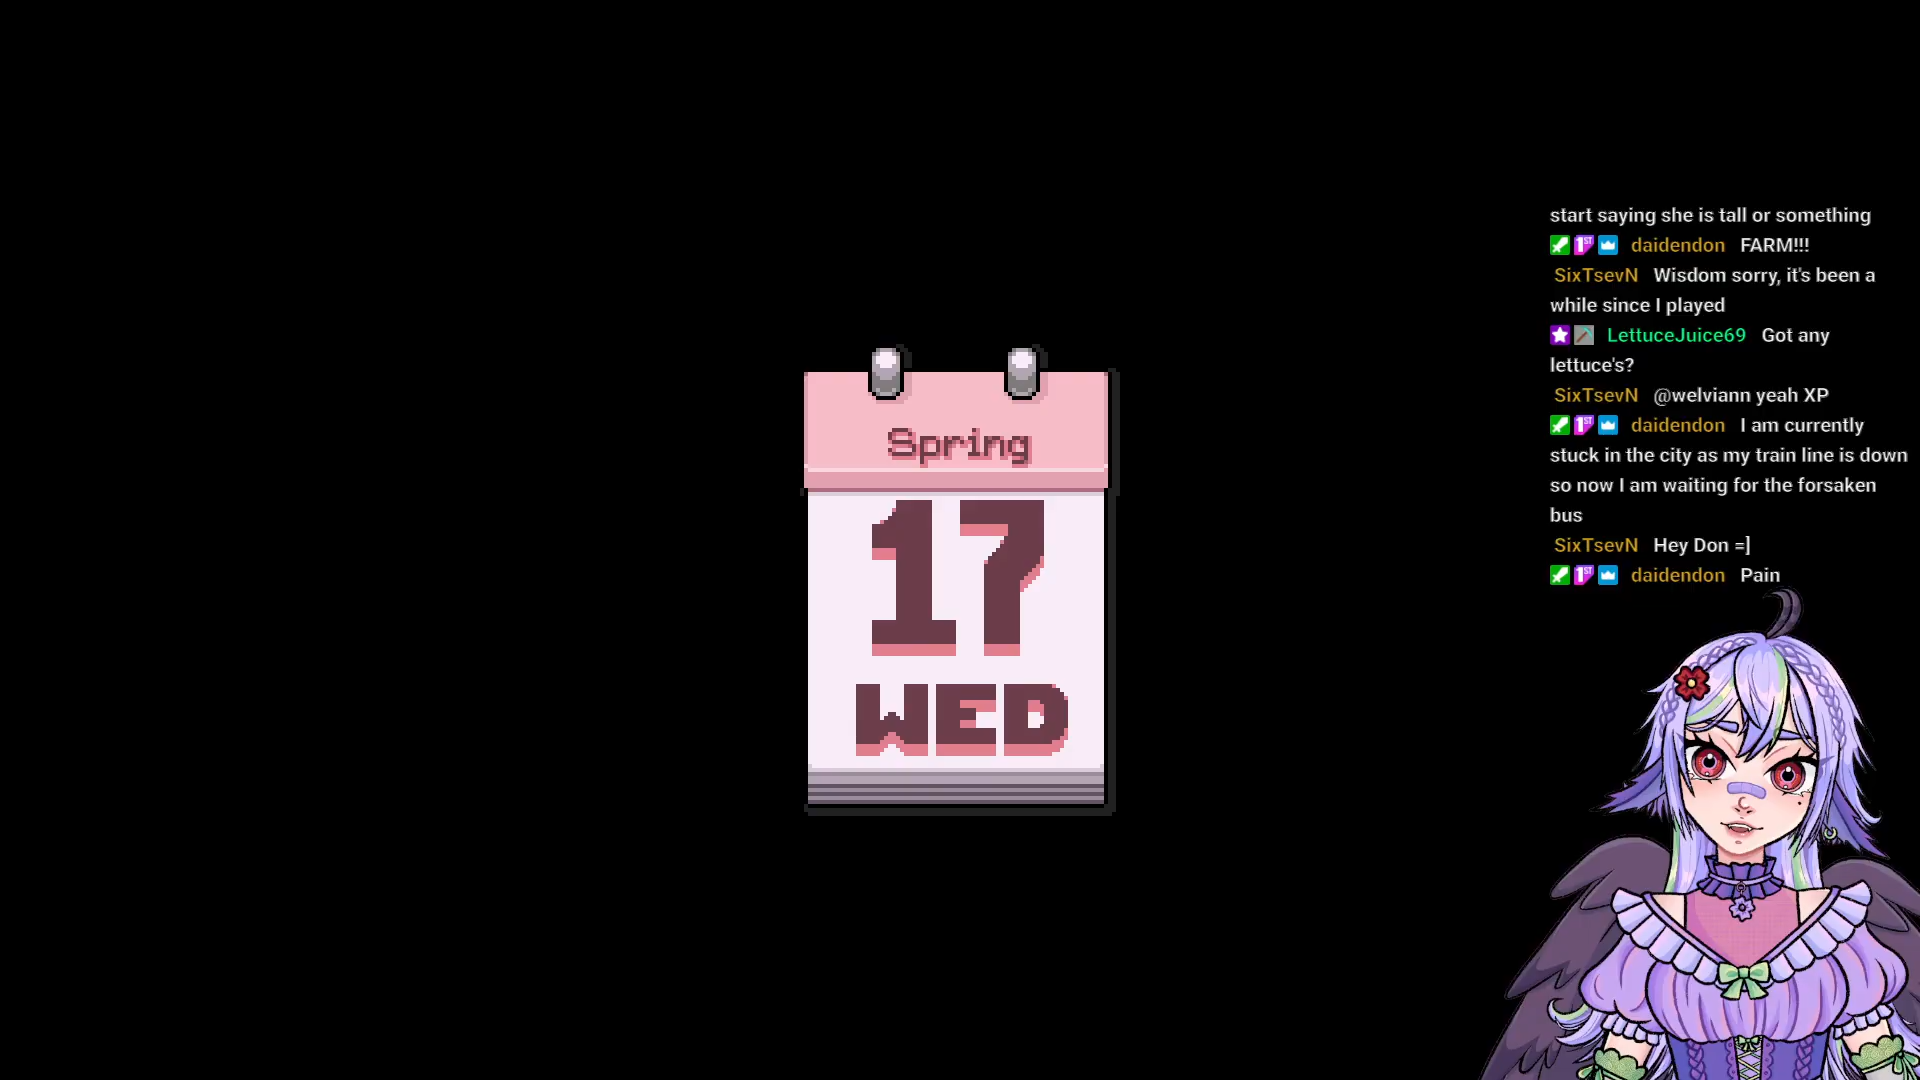 Spring
17
WED
start saying she is tall or something
daidendon FARM!!!
SixTsevN Wisdom sorry, it's been a
while since I played
LettuceJuice69 Got any
lettuce's?
SixTsevN @welviann yeah XP
daidendon I am currently
stuck in the city as my train line is down
so now I am waiting for the forsaken
bus
SixTsevN Hey Don =]
daidendon Pain